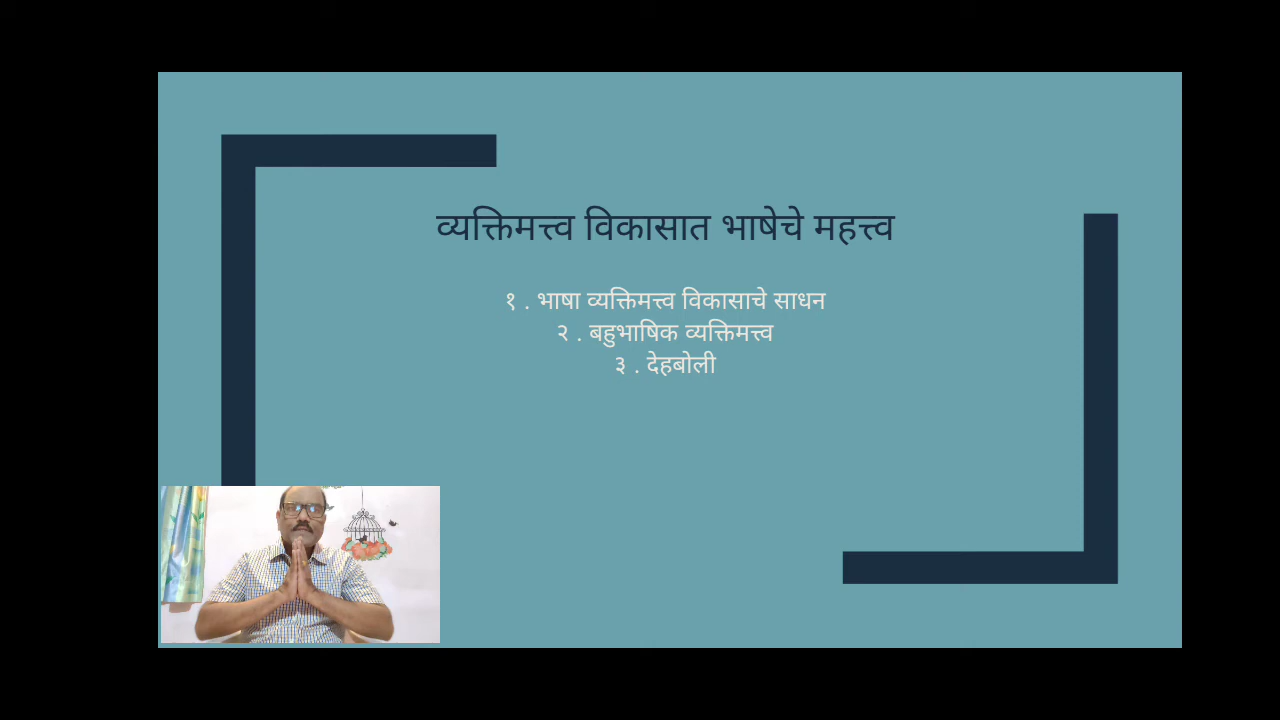 व्यक्तिमत्त्व विकासात भाषेचे महत्त्व
१ . भाषा व्यक्तिमत्त्व विकासाचे साधन
२ . बहुभाषिक व्यक्तिमत्त्व
३ . देहबोली